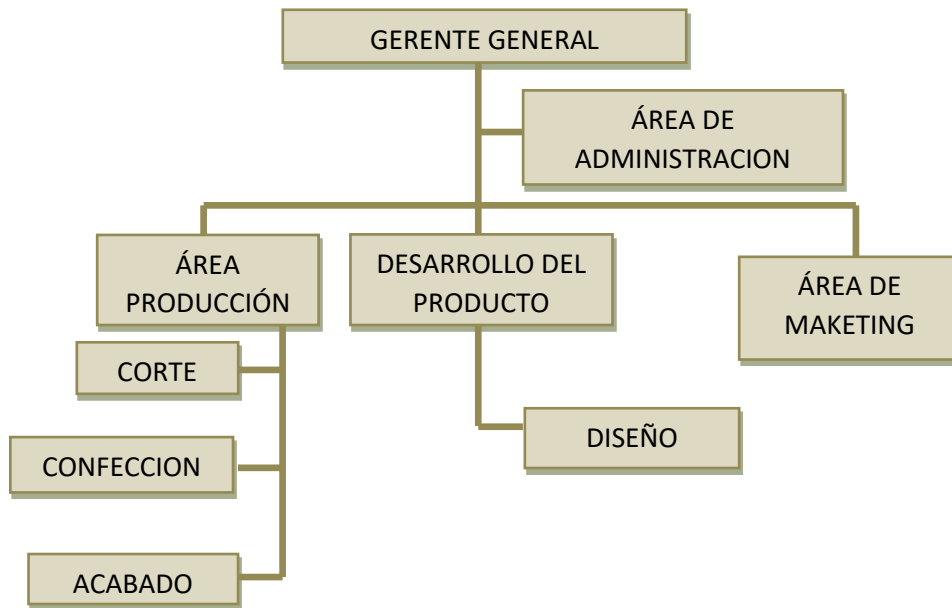 GERENTE GENERAL
ÁREA DE
ADMINISTRACION
ÁREA
PRODUCCIÓN
DESARROLLO DEL
PRODUCTO
ÁREA DE
MAKETING
CORTE
DISEÑO
CONFECCION
ACABADO